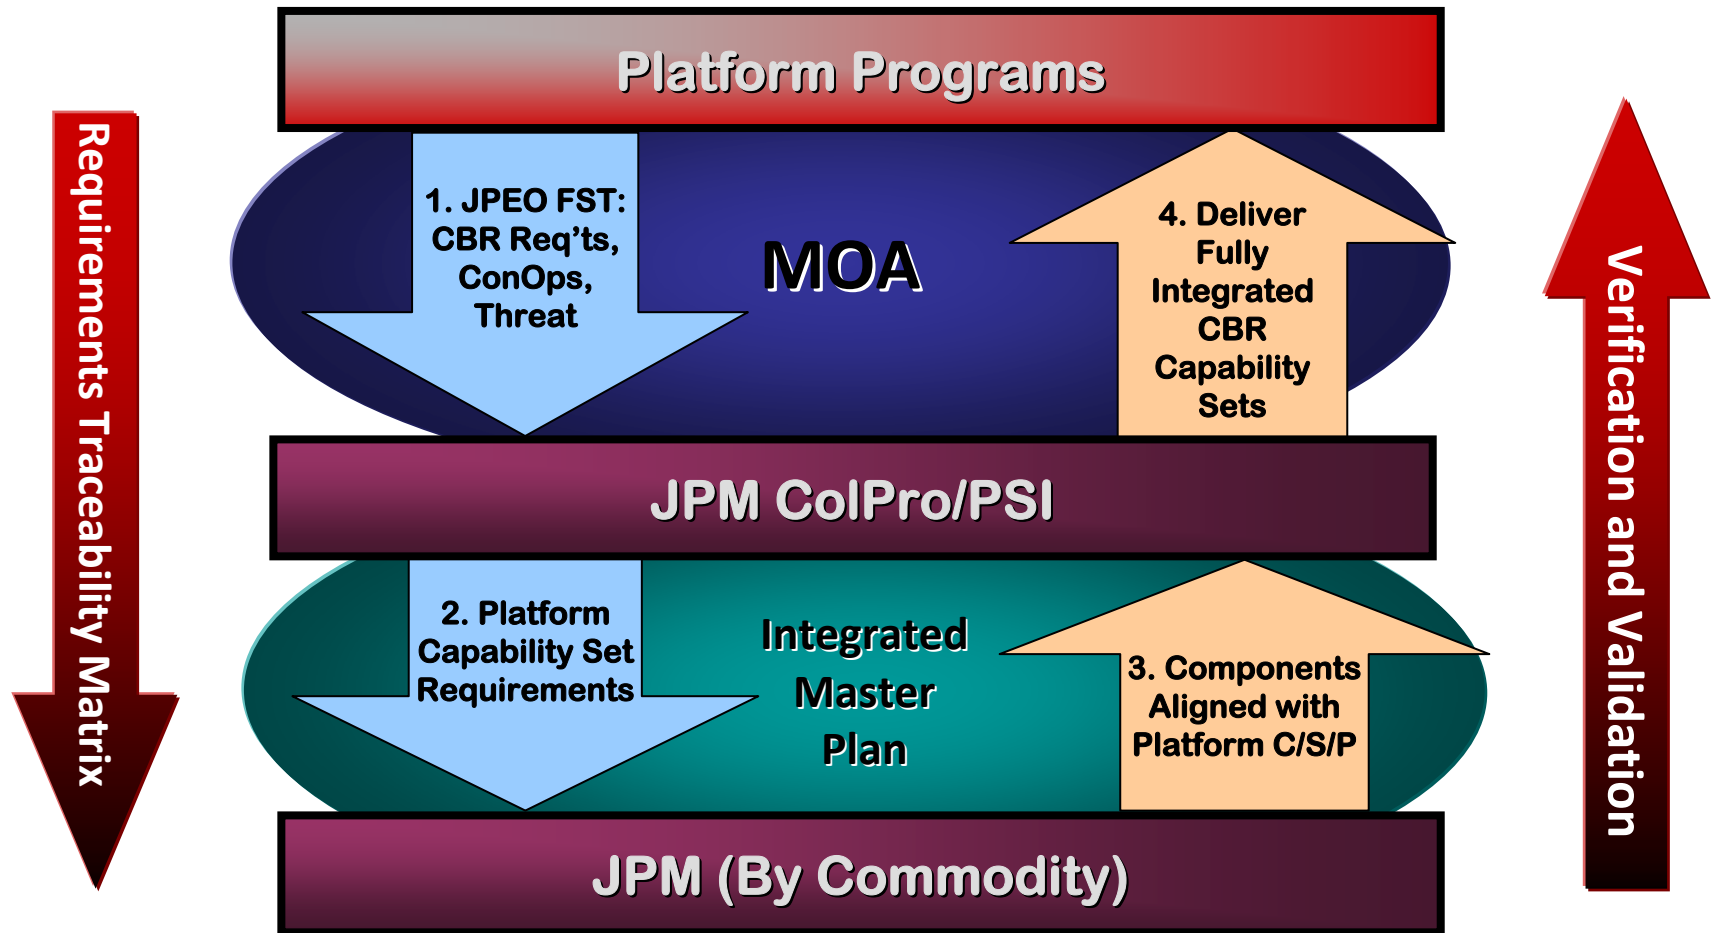 Platform Programs
Requirements Traceability Matrix
1. JPEO FST:
CBR Req’ts,
ConOps,
Threat
MOA
4. Deliver
Fully
Integrated
CBR
Capability
Sets
Verification and Validation
JPM ColPro/PSI
2. Platform
Capability Set
Requirements
Integrated
Master
Plan
3. Components
Aligned with
Platform C/S/P
JPM (By Commodity)